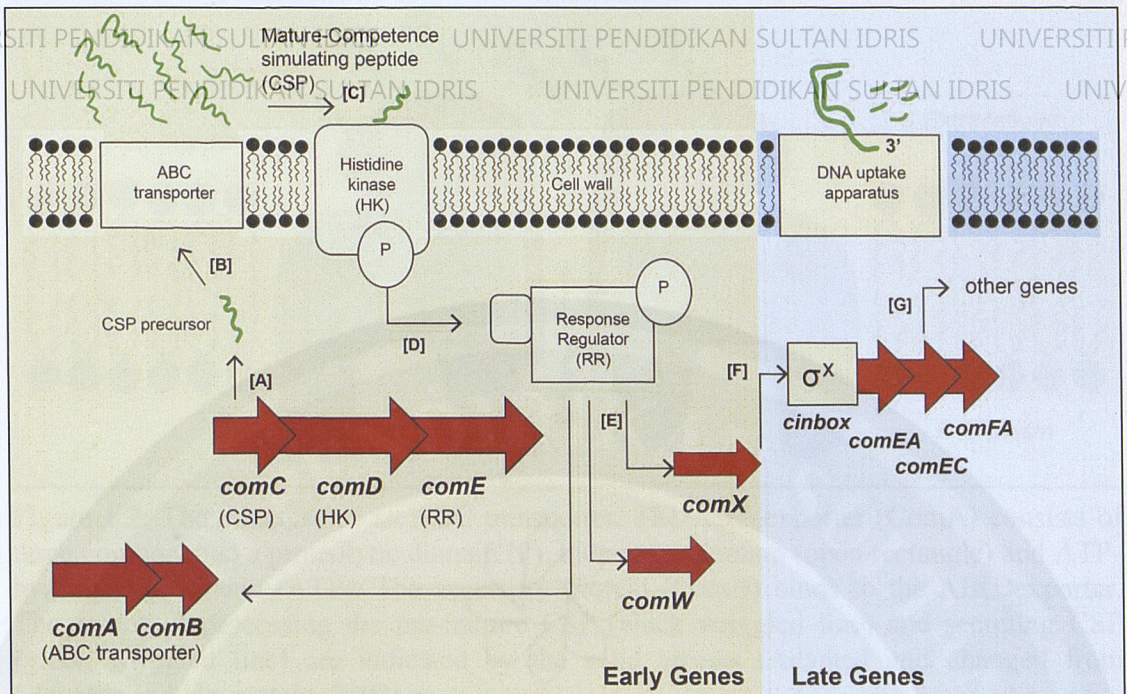 SITI PENDIDIKAN SULTAN IDRIS UNIVERSITI PENDIDIKAN SULTAN IDRIS UNIVERSITI
UNIVERSITI PENDIDIKAN SULTAN IDRIS UNIVERSITI PENDIDIKAN SULTAN IDRIS UNIV
Mature-Competence
simulating peptide
(CSP)
[C]
ABC
transporter
Histidine
kinase
(HK)
P
Cell wall
3'
DNA uptake
apparatus
[B]
CSP precursor
[A]
[D]
Response
Regulator
(RR)
P
[E]
[F]
[G]
other genes
σX
cinbox
comEA
comEC
comFA
comC comD comE
(CSP) (HK) (RR)
comX
comW
comA comB
(ABC transporter)
Early Genes
Late Genes